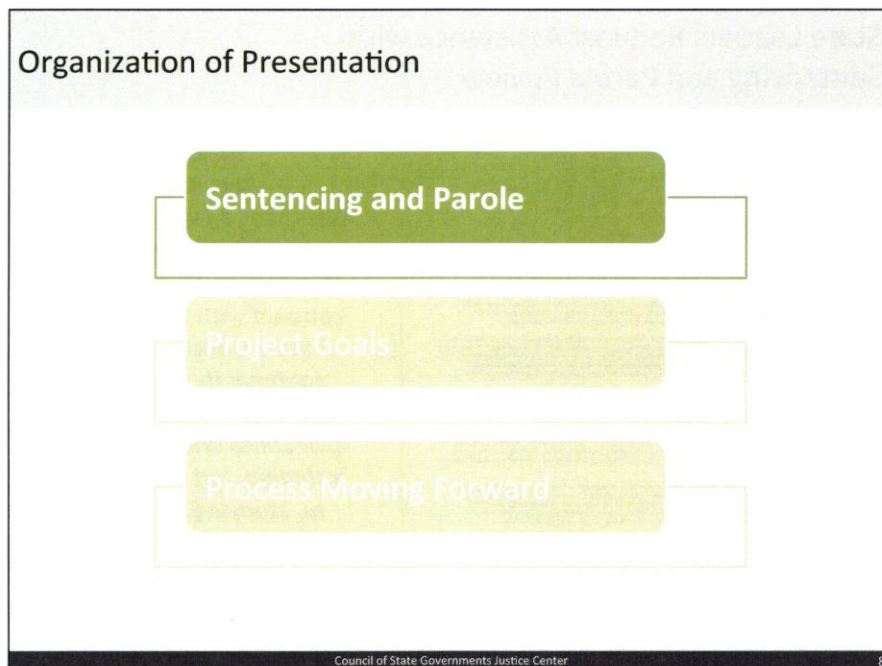 Organization of Presentation
Sentencing and Parole
Project Goals
Process Moving Forward
Council of State Governments Justice Center